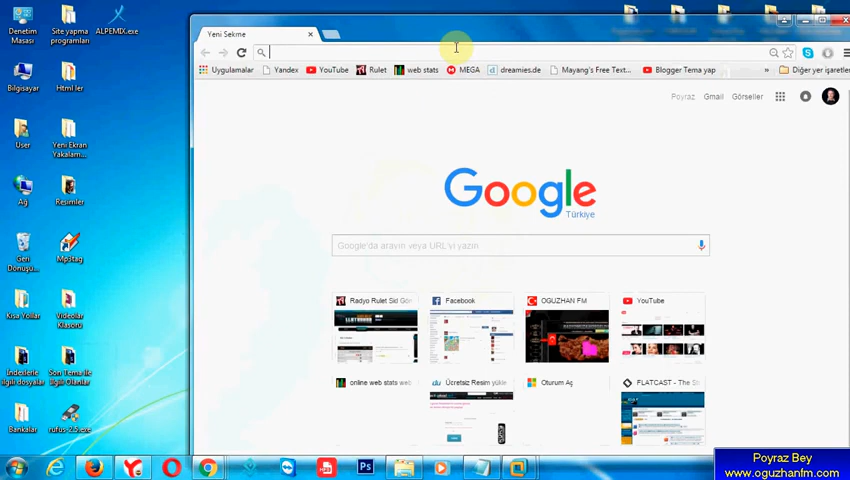 Denetim
Masası
Site yapma
programları
ALPEMIX.exe
Bilgisayar
Html ler
User
Yeni Ekran
Yakalam...
Ağ
Resimler
Geri
Dönüşü...
Mp3tag
Kısa Yollar
Videolar
Klasörü
İndexlerle
ilgili dosyalar
Son Tema ile
ilgili Olanlar
Bankalar
rufus-2.5.exe
Yeni Sekme
Uygulamalar
Yandex
YouTube
Rulet
web stats
MEGA
dreamies.de
Mayang's Free Text...
Blogger Tema yap
»
Diğer yer işaretleri
Poyraz
Gmail
Görseller
Google
Türkiye
Google'da arayın veya URL'yi yazın
Radyo Rulet Sid Gör
Facebook
OGUZHAN FM
YouTube
online web stats web
Ücretsiz Resim yükle
Oturum Aç
FLATCAST - The St
Poyraz Bey
www.oguzhanfm.com